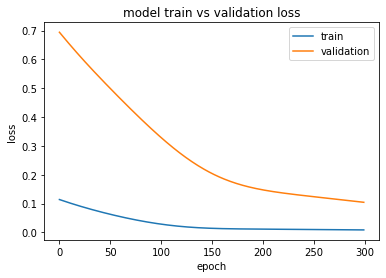 model train vs validation loss
train
validation
loss
0.7
0.6
0.5
0.4
0.3
0.2
0.1
0.0
0 50 100 150 200 250 300
epoch